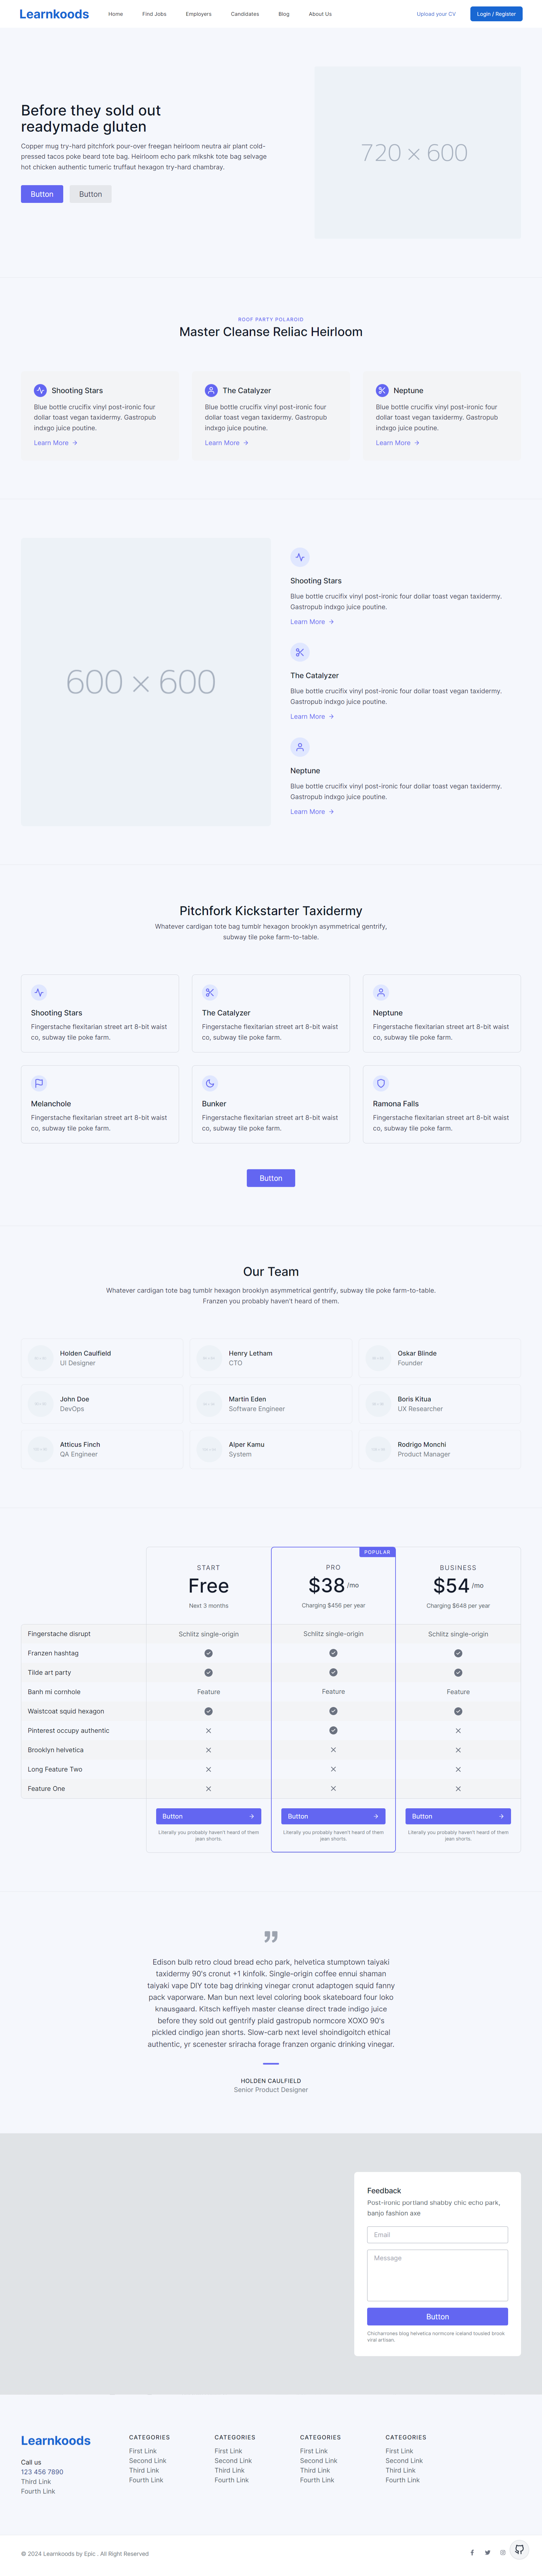 Learnkoods Home Find Jobs Employers Candidates Blog About Us Upload your CV Login / Register
Before they sold out
readymade gluten
Copper mug try-hard pitchfork pour-over freegan heirloom neutra air plant cold-
pressed tacos poke beard tote bag. Heirloom echo park mlkshk tote bag selvage
hot chicken authentic tumeric truffaut hexagon try-hard chambray.
Button Button
720 × 600
ROOF PARTY POLAROID
Master Cleanse Reliac Heirloom
Shooting Stars
Blue bottle crucifix vinyl post-ironic four
dollar toast vegan taxidermy. Gastropub
indxgo juice poutine.
Learn More
The Catalyzer
Blue bottle crucifix vinyl post-ironic four
dollar toast vegan taxidermy. Gastropub
indxgo juice poutine.
Learn More
Neptune
Blue bottle crucifix vinyl post-ironic four
dollar toast vegan taxidermy. Gastropub
indxgo juice poutine.
Learn More
600 × 600
Shooting Stars
Blue bottle crucifix vinyl post-ironic four dollar toast vegan taxidermy.
Gastropub indxgo juice poutine.
Learn More
The Catalyzer
Blue bottle crucifix vinyl post-ironic four dollar toast vegan taxidermy.
Gastropub indxgo juice poutine.
Learn More
Neptune
Blue bottle crucifix vinyl post-ironic four dollar toast vegan taxidermy.
Gastropub indxgo juice poutine.
Learn More
Pitchfork Kickstarter Taxidermy
Whatever cardigan tote bag tumblr hexagon brooklyn asymmetrical gentrify,
subway tile poke farm-to-table.
Shooting Stars
Fingerstache flexitarian street art 8-bit waist
co, subway tile poke farm.
The Catalyzer
Fingerstache flexitarian street art 8-bit waist
co, subway tile poke farm.
Neptune
Fingerstache flexitarian street art 8-bit waist
co, subway tile poke farm.
Melanchole
Fingerstache flexitarian street art 8-bit waist
co, subway tile poke farm.
Bunker
Fingerstache flexitarian street art 8-bit waist
co, subway tile poke farm.
Ramona Falls
Fingerstache flexitarian street art 8-bit waist
co, subway tile poke farm.
Button
Our Team
Whatever cardigan tote bag tumblr hexagon brooklyn asymmetrical gentrify, subway tile poke farm-to-table.
Franzen you probably haven't heard of them.
Holden Caulfield
UI Designer
Henry Letham
CTO
Oskar Blinde
Founder
John Doe
DevOps
Martin Eden
Software Engineer
Boris Kitua
UX Researcher
Atticus Finch
QA Engineer
Alper Kamu
System
Rodrigo Monchi
Product Manager
POPULAR
START
Free
Next 3 months
PRO
$38 /mo
Charging $456 per year
BUSINESS
$54 /mo
Charging $648 per year
Fingerstache disrupt Schlitz single-origin Schlitz single-origin Schlitz single-origin
Franzen hashtag
Tilde art party
Banh mi cornhole Feature Feature Feature
Waistcoat squid hexagon
Pinterest occupy authentic
Brooklyn helvetica
Long Feature Two
Feature One
Button
Literally you probably haven't heard of them
jean shorts.
Button
Literally you probably haven't heard of them
jean shorts.
Button
Literally you probably haven't heard of them
jean shorts.
Edison bulb retro cloud bread echo park, helvetica stumptown taiyaki
taxidermy 90's cronut +1 kinfolk. Single-origin coffee ennui shaman
taiyaki vape DIY tote bag drinking vinegar cronut adaptogen squid fanny
pack vaporware. Man bun next level coloring book skateboard four loko
knausgaard. Kitsch keffiyeh master cleanse direct trade indigo juice
before they sold out gentrify plaid gastropub normcore XOXO 90's
pickled cindigo jean shorts. Slow-carb next level shoindigoitch ethical
authentic, yr scenester sriracha forage franzen organic drinking vinegar.
HOLDEN CAULFIELD
Senior Product Designer
Feedback
Post-ironic portland shabby chic echo park,
banjo fashion axe
Email
Message
Button
Chicharrones blog helvetica normcore iceland tousled brook
viral artisan.
Learnkoods
Call us
123 456 7890
Third Link
Fourth Link
CATEGORIES
First Link
Second Link
Third Link
Fourth Link
CATEGORIES
First Link
Second Link
Third Link
Fourth Link
CATEGORIES
First Link
Second Link
Third Link
Fourth Link
CATEGORIES
First Link
Second Link
Third Link
Fourth Link
© 2024 Learnkoods by Epic . All Right Reserved